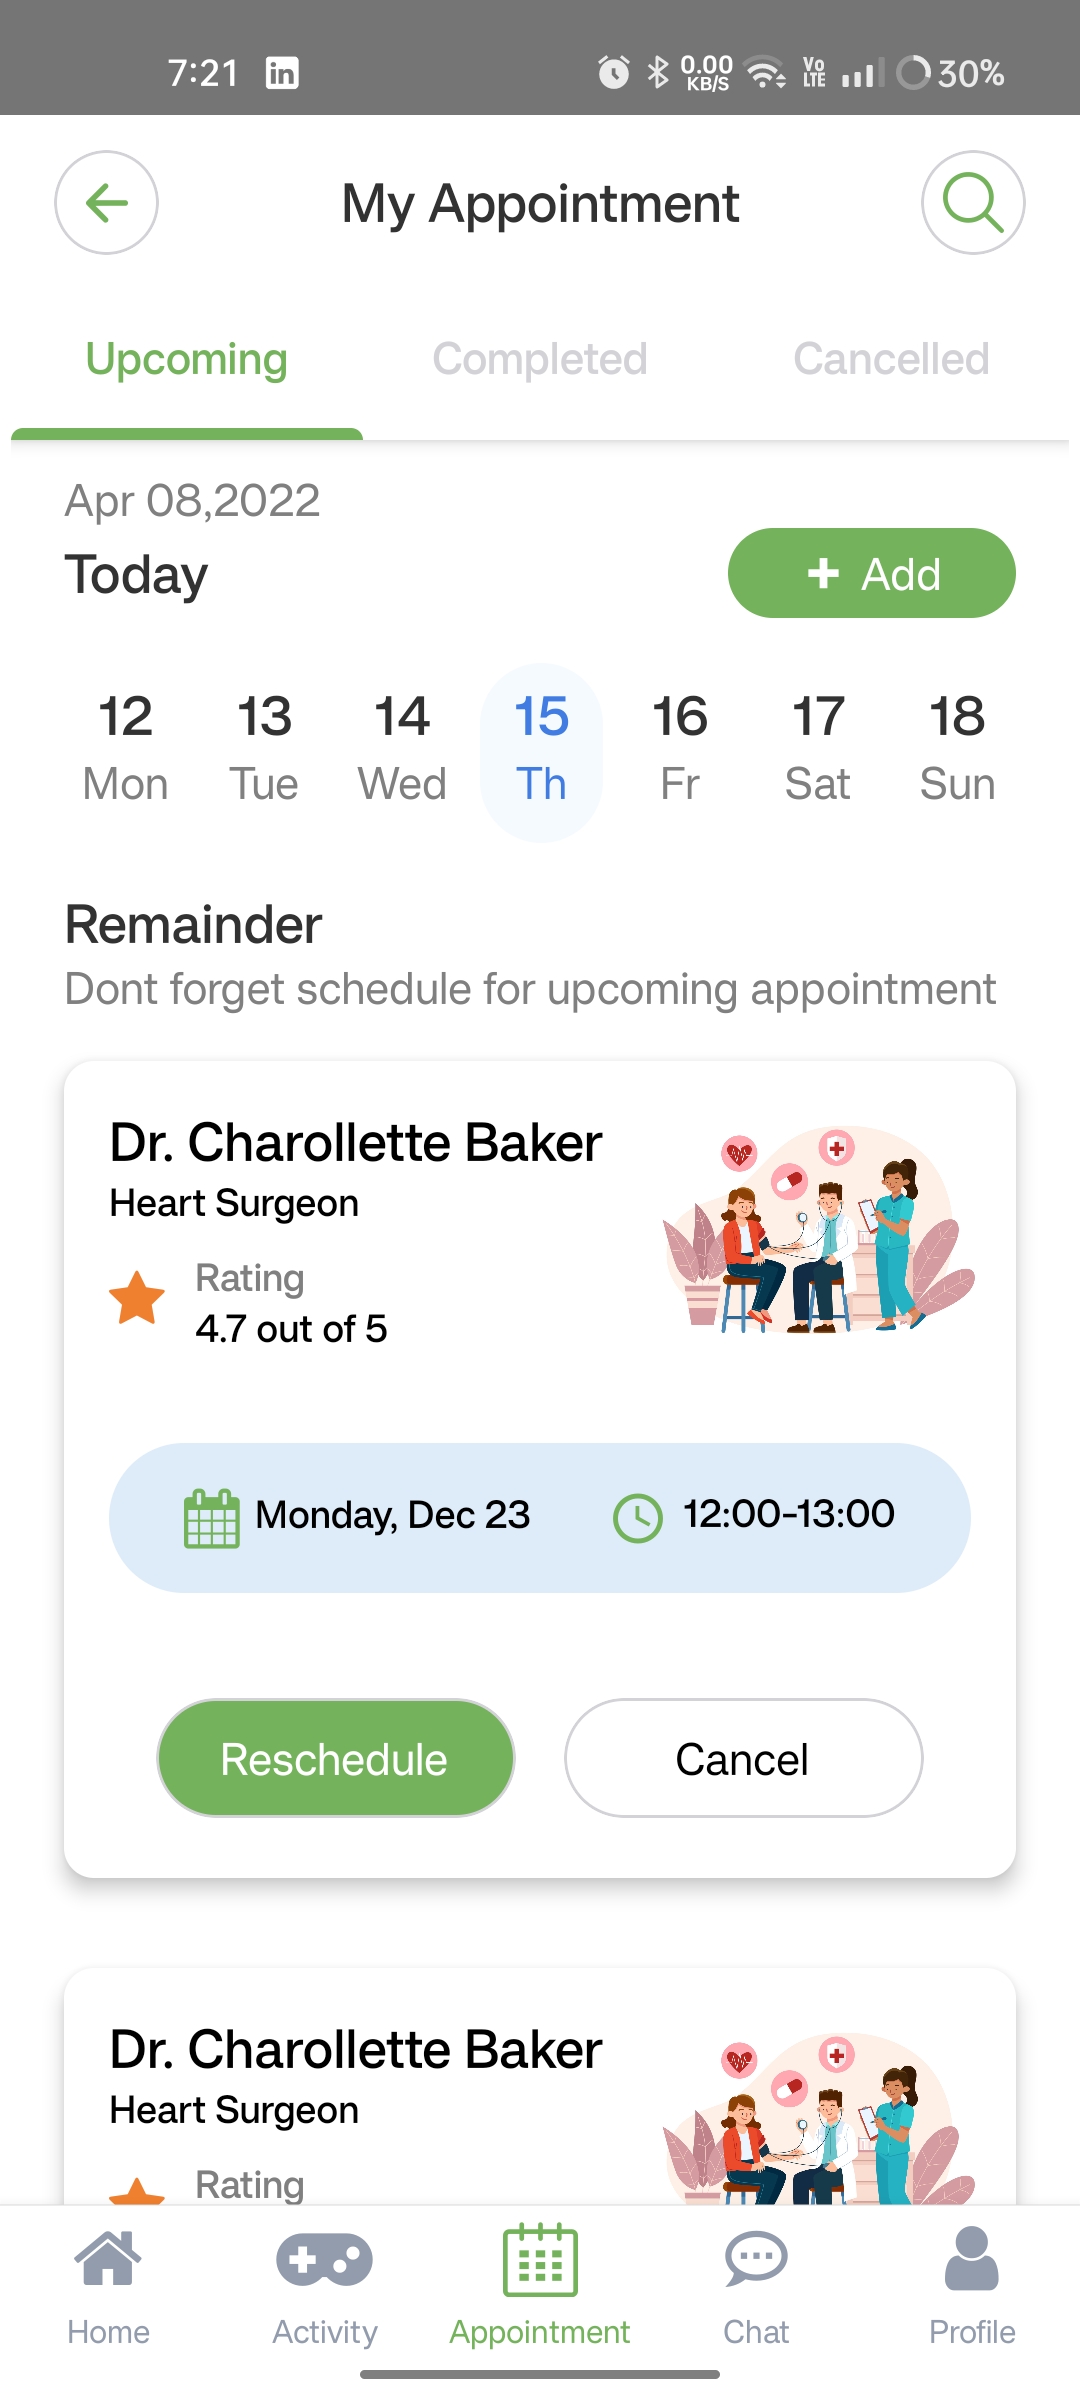 7:21 in 0.00 KB/S Vo LTE 30%
My Appointment
Upcoming Completed Cancelled
Apr 08,2022
Today
+ Add
12 13 14 15 16 17 18
Mon Tue Wed Th Fr Sat Sun
Remainder
Dont forget schedule for upcoming appointment
Dr. Charollette Baker
Heart Surgeon
Rating
4.7 out of 5
Monday, Dec 23 12:00-13:00
Reschedule Cancel
Dr. Charollette Baker
Heart Surgeon
Rating
Home Activity Appointment Chat Profile